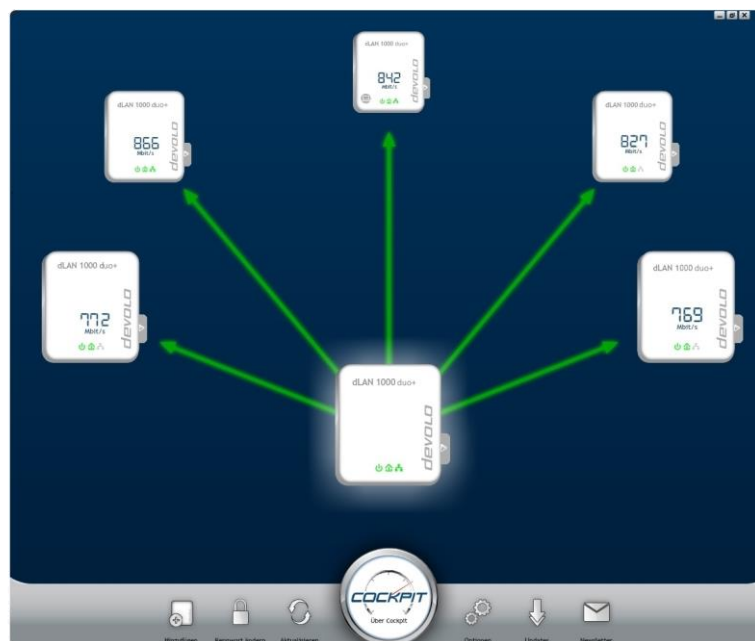 dLAN 1000 duo+
842
Mbit/s
dLAN 1000 duo+
866
Mbit/s
devolo
dLAN 1000 duo+
827
Mbit/s
devolo
dLAN 1000 duo+
772
Mbit/s
devolo
dLAN 1000 duo+
769
Mbit/s
devolo
dLAN 1000 duo+
devolo
devolo
COCKPIT
Über Cockpit